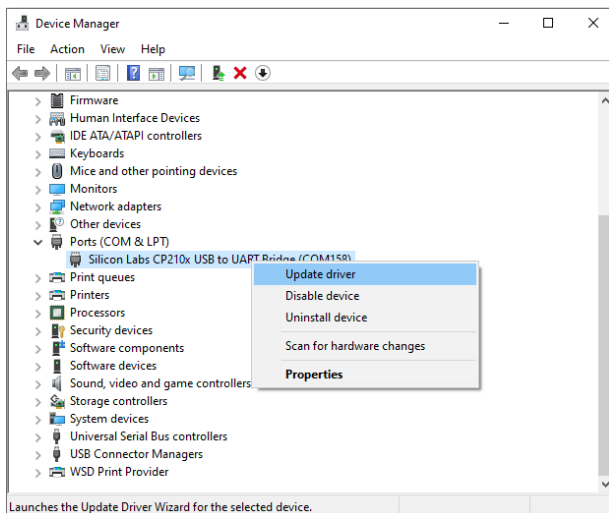 Device Manager
File Action View Help
Firmware
Human Interface Devices
IDE ATA/ATAPI controllers
Keyboards
Mice and other pointing devices
Monitors
Network adapters
Other devices
Ports (COM & LPT)
Silicon Labs CP210x USB to UART Bridge (COM158)
Update driver
Disable device
Uninstall device
Scan for hardware changes
Properties
Print queues
Printers
Processors
Security devices
Software components
Software devices
Sound, video and game controllers
Storage controllers
System devices
Universal Serial Bus controllers
USB Connector Managers
WSD Print Provider
Launches the Update Driver Wizard for the selected device.